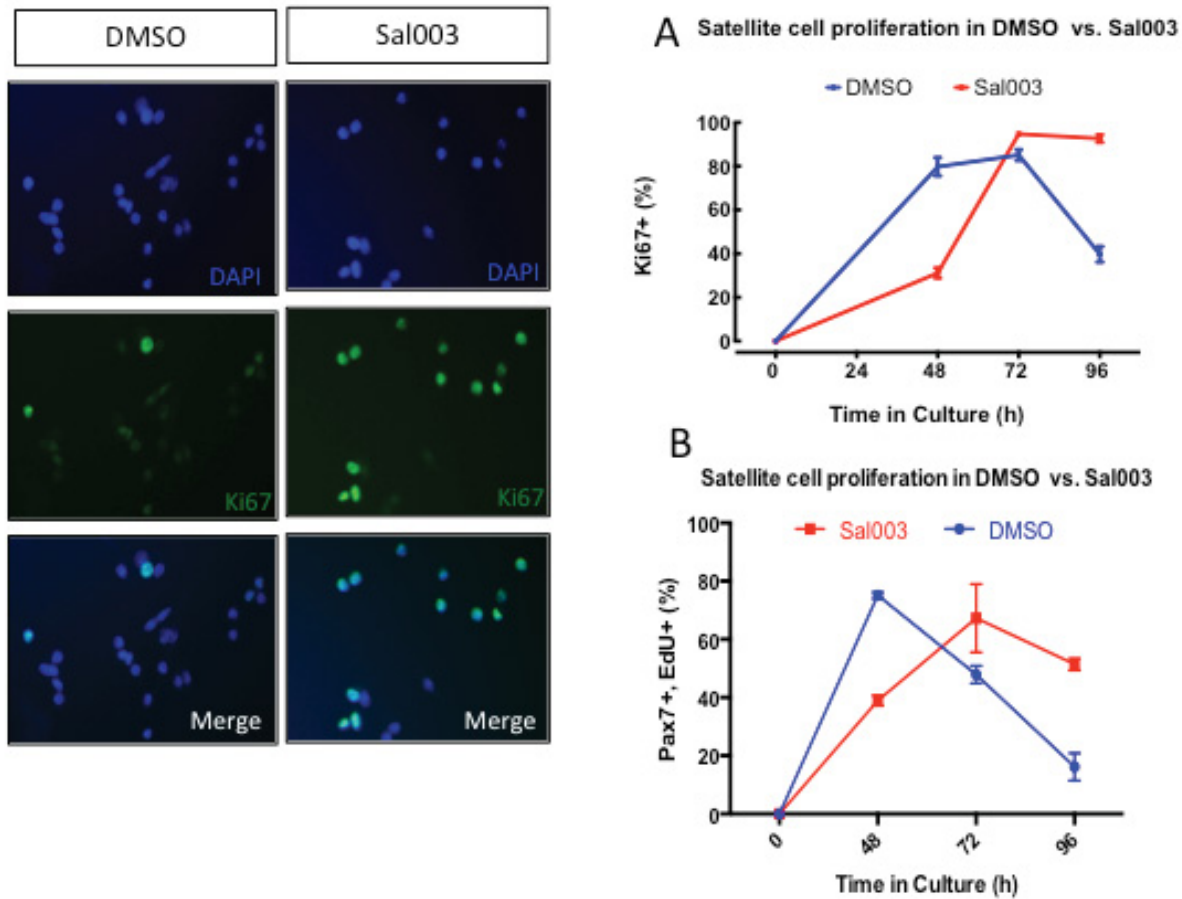 DMSO
Sal003
DAPI
DAPI
Ki67
Ki67
Merge
Merge
A
Satellite cell proliferation in DMSO vs. Sal003
DMSO
Sal003
Ki67+ (%)
100
80
60
40
20
0
0
24
48
72
96
Time in Culture (h)
B
Satellite cell proliferation in DMSO vs. Sal003
Sal003
DMSO
Pax7+, EdU+ (%)
100
80
60
40
20
0
0
48
72
96
Time in Culture (h)